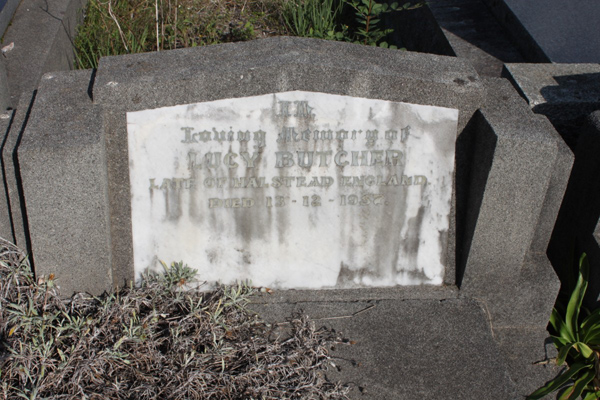 In
Loving Memory of
LUCY BUTCHER
LATE OF HALSTEAD ENGLAND.
DIED